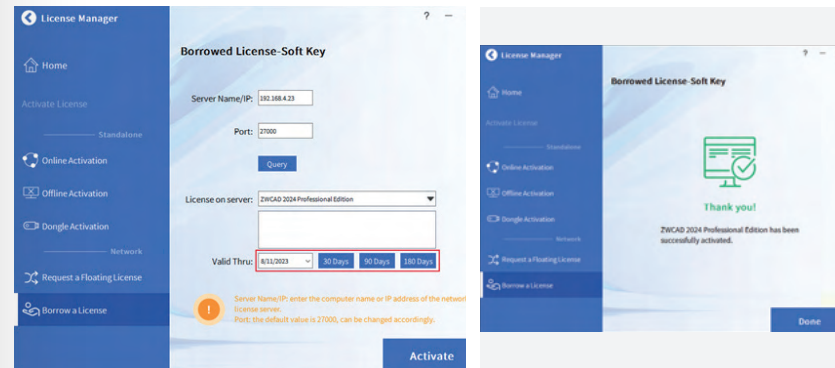 License Manager
? —
Home
Activate License
Standalone
Online Activation
Offline Activation
Dongle Activation
Network
Request a Floating License
Borrow a License
Borrowed License-Soft Key
Server Name/IP: 192.168.4.23
Port: 27000
Query
License on server: ZWCAD 2024 Professional Edition
Valid Thru: 8/11/2023 30 Days 90 Days 180 Days
! Server Name/IP: enter the computer name or IP address of the networ
license server.
Port: the default value is 27000, can be changed accordingly.
Activate
License Manager
? —
Home
Activate License
Standalone
Online Activation
Offline Activation
Dongle Activation
Network
Request a Floating License
Borrow a License
Borrowed License-Soft Key
Thank you!
ZWCAD 2024 Professional Edition has been
successfully activated.
Done